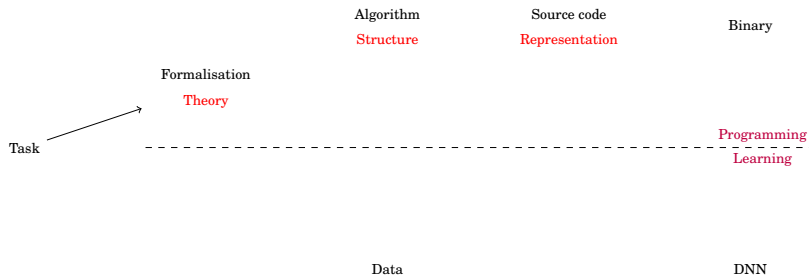 Algorithm
Structure
Source code
Representation
Binary
Formalisation
Theory
Task
Programming
Learning
Data
DNN